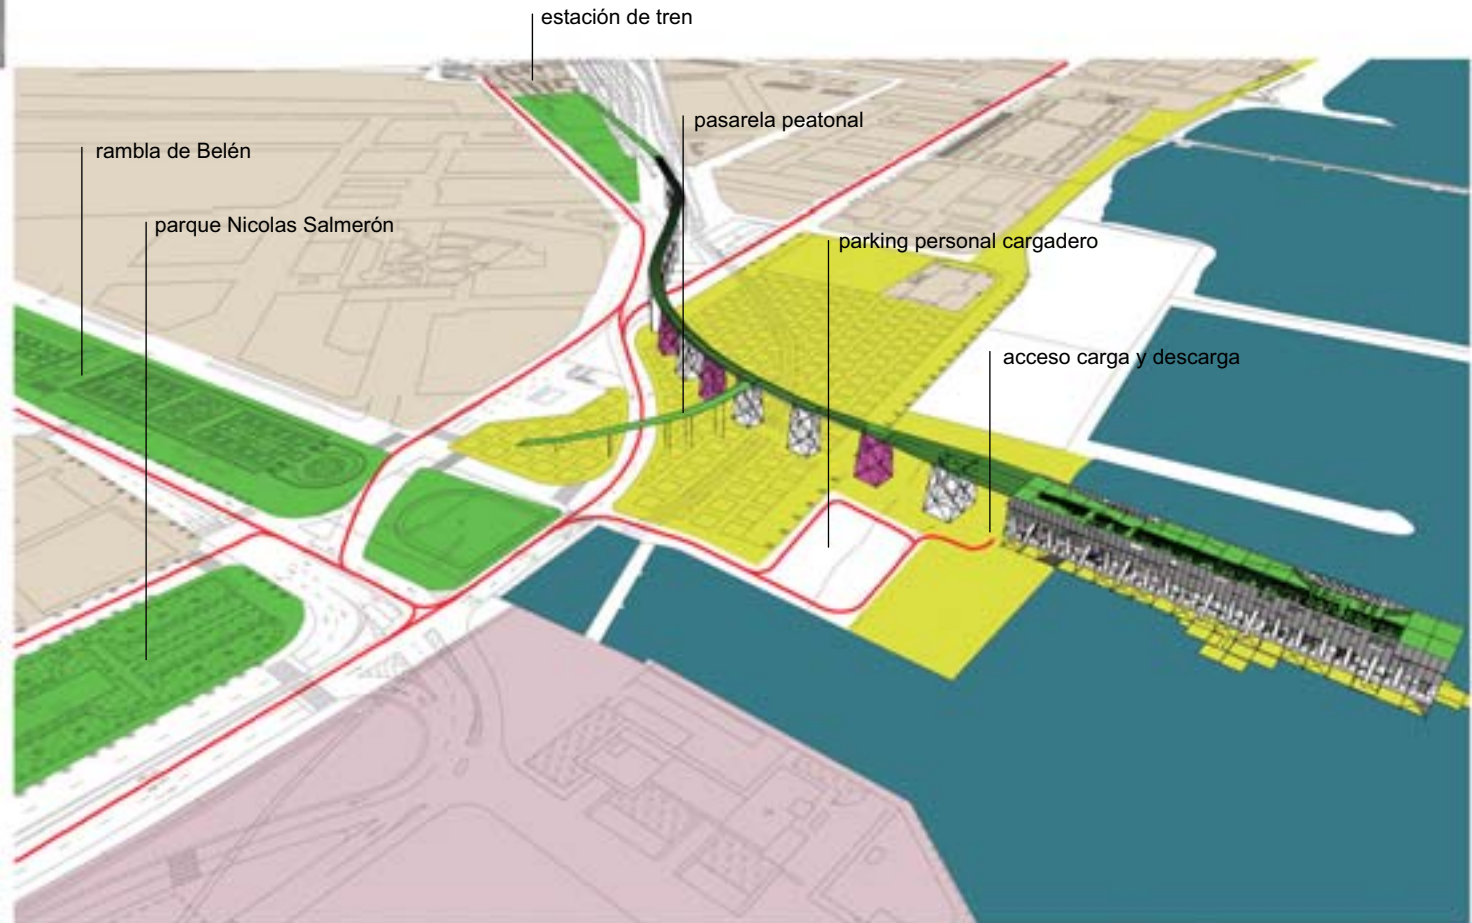 estación de tren
pasarela peatonal
rambla de Belén
parque Nicolas Salmerón
parking personal cargadero
acceso carga y descarga